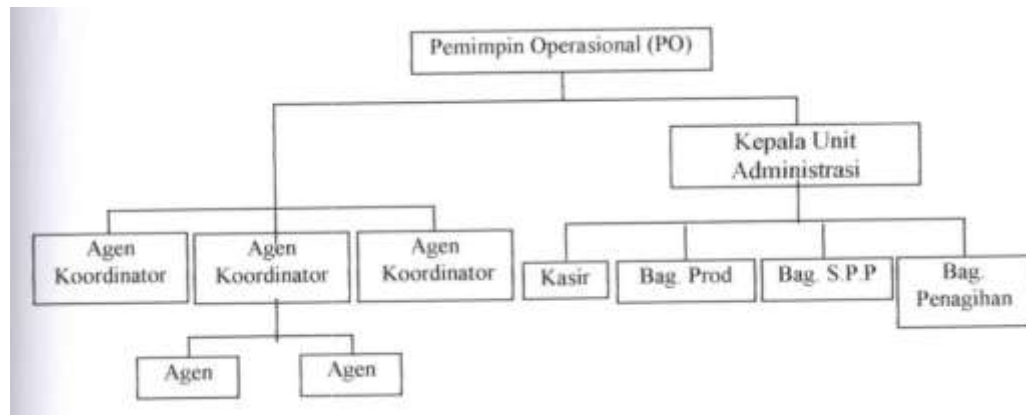 Pemimpin Operasional (PO)
Kepala Unit
Administrasi
Agen
Koordinator
Agen
Koordinator
Agen
Koordinator
Kasir
Bag. Prod
Bag. S.P.P
Bag.
Penagihan
Agen
Agen